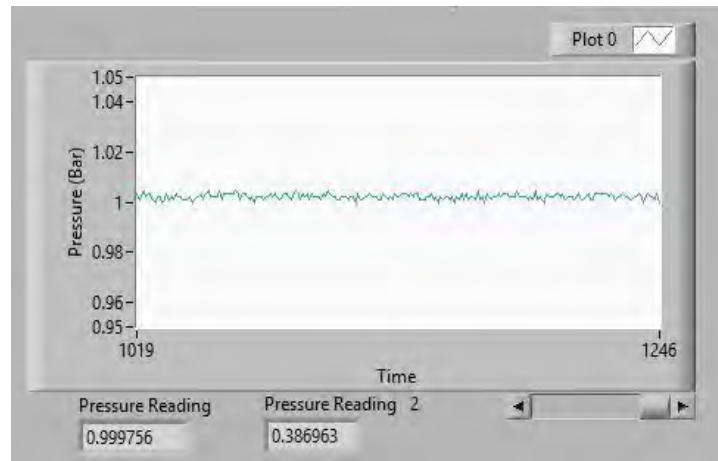 Plot 0
1.05
1.04
1.02
1
0.98
0.96
0.95
Pressure (Bar)
1019
1246
Time
Pressure Reading
Pressure Reading 2
0.999756
0.386963